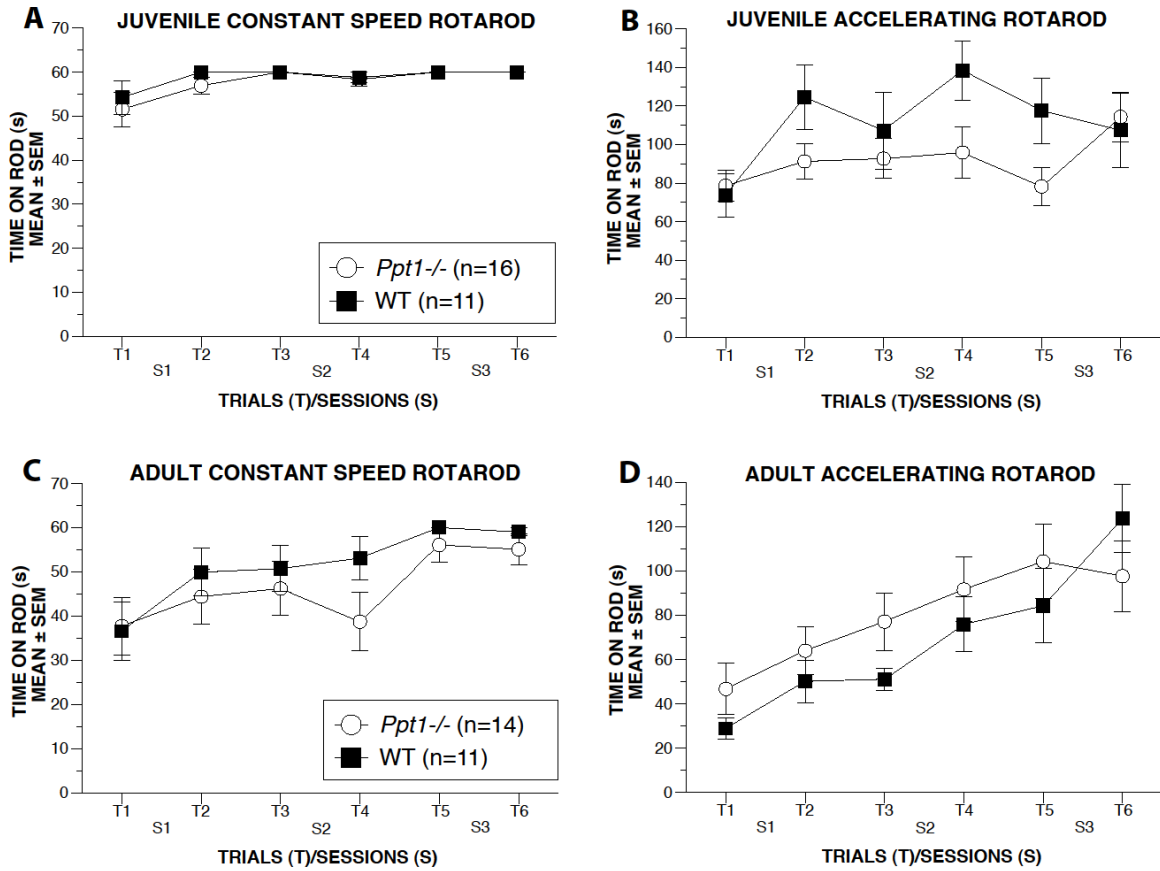 A JUVENILE CONSTANT SPEED ROTAROD
TIME ON ROD (s)
MEAN ± SEM
70
60
50
40
30
20
10
0
Ppt1-/- (n=16)
WT (n=11)
T1 T2 T3 T4 T5 T6
S1 S2 S3
TRIALS (T)/SESSIONS (S)
B JUVENILE ACCELERATING ROTAROD
TIME ON ROD (s)
MEAN ± SEM
160
140
120
100
80
60
40
20
0
T1 T2 T3 T4 T5 T6
S1 S2 S3
TRIALS (T)/SESSIONS (S)
C ADULT CONSTANT SPEED ROTAROD
TIME ON ROD (s)
MEAN ± SEM
70
60
50
40
30
20
10
0
Ppt1-/- (n=14)
WT (n=11)
T1 T2 T3 T4 T5 T6
S1 S2 S3
TRIALS (T)/SESSIONS (S)
D ADULT ACCELERATING ROTAROD
TIME ON ROD (s)
MEAN ± SEM
140
120
100
80
60
40
20
0
T1 T2 T3 T4 T5 T6
S1 S2 S3
TRIALS (T)/SESSIONS (S)